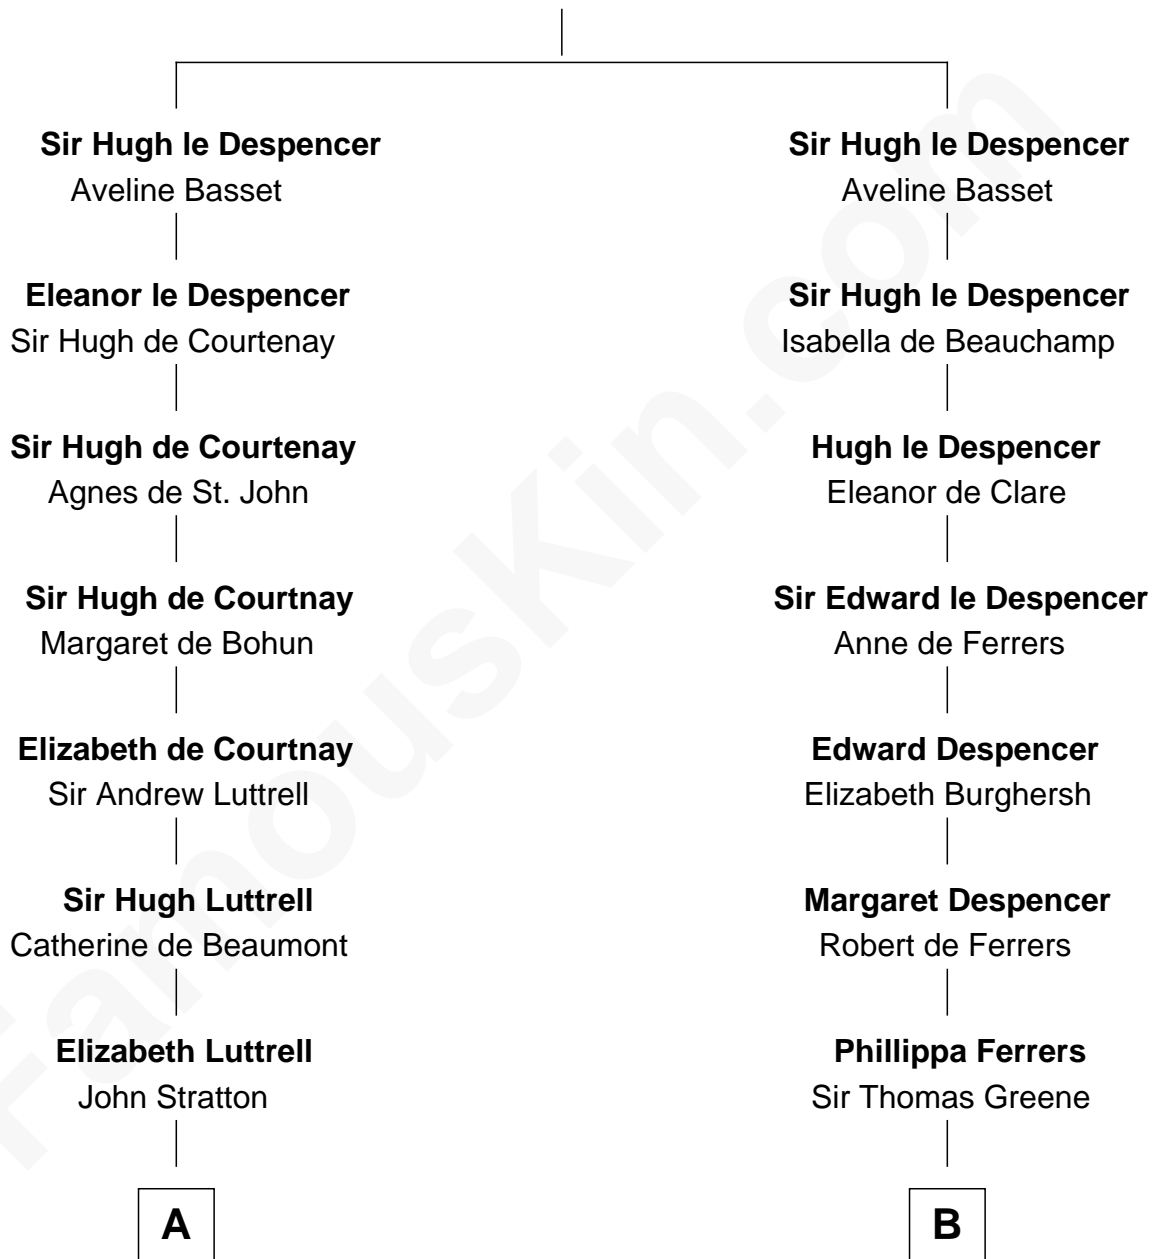 Sir Hugh le Despencer
Aveline Basset
Eleanor le Despencer
Sir Hugh de Courtenay
Sir Hugh de Courtenay
Agnes de St. John
Sir Hugh de Courtnay
Margaret de Bohun
Elizabeth de Courtnay
Sir Andrew Luttrell
Sir Hugh Luttrell
Catherine de Beaumont
Elizabeth Luttrell
John Stratton
A
Sir Hugh le Despencer
Aveline Basset
Sir Hugh le Despencer
Isabella de Beauchamp
Hugh le Despencer
Eleanor de Clare
Sir Edward le Despencer
Anne de Ferrers
Edward Despencer
Elizabeth Burghersh
Margaret Despencer
Robert de Ferrers
Phillippa Ferrers
Sir Thomas Greene
B
FamousKin.com